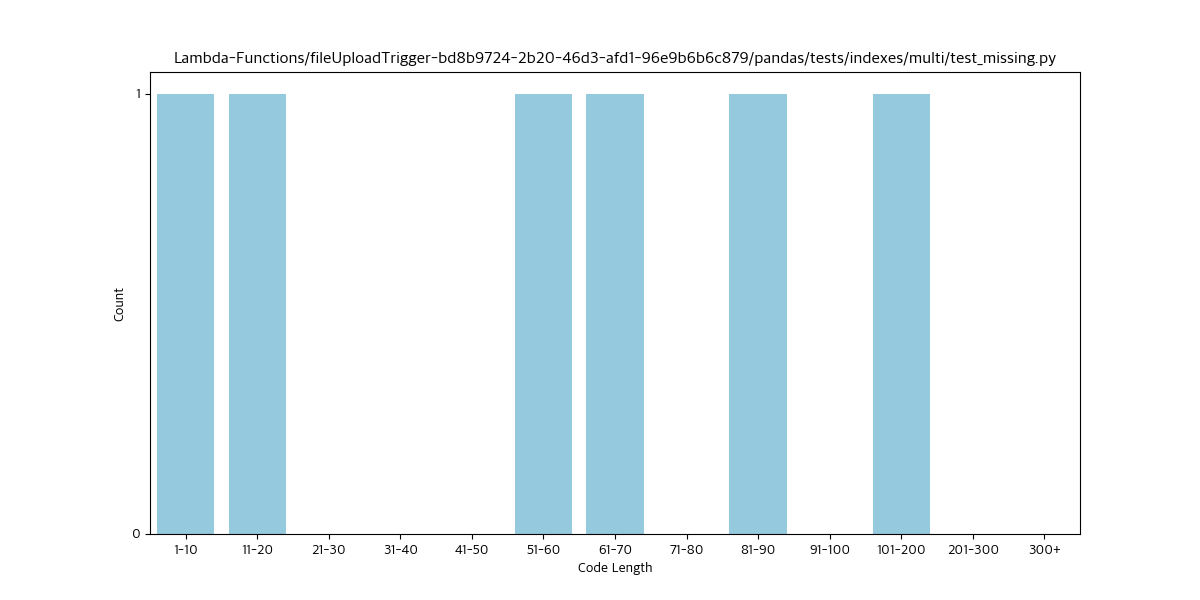 Lambda-Functions/fileUploadTrigger-bd8b9724-2b20-46d3-afd1-96e9b6b6c879/pandas/tests/indexes/multi/test_missing.py
1
Count
0
1-10 11-20 21-30 31-40 41-50 51-60 61-70 71-80 81-90 91-100 101-200 201-300 300+
Code Length